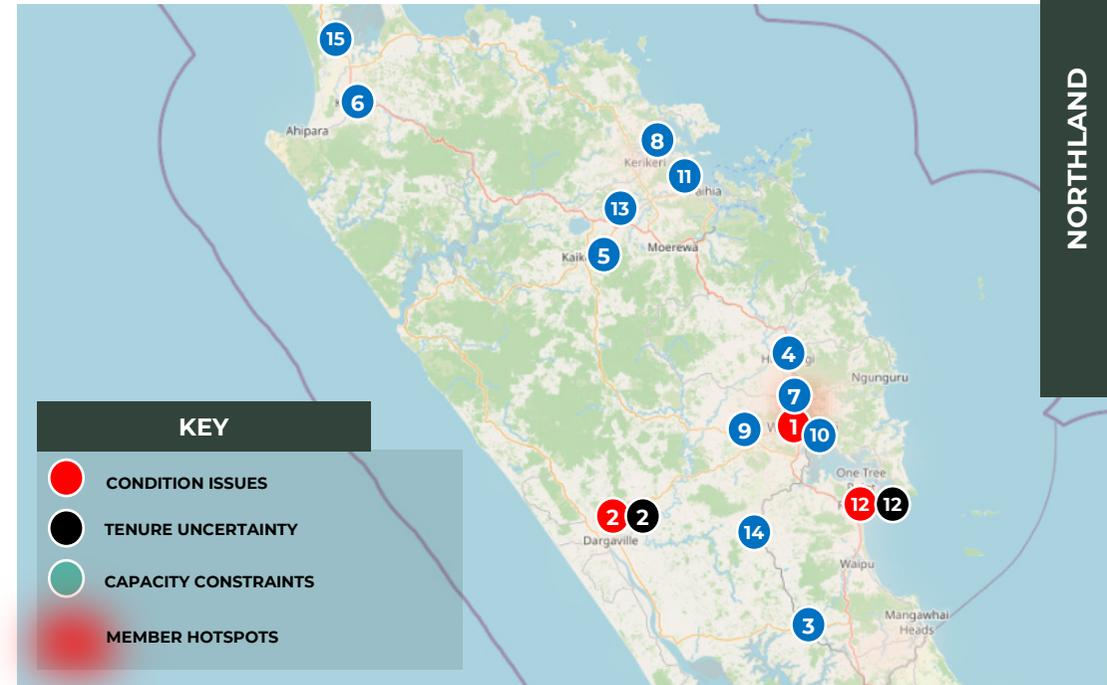 NORTHLAND
15
6
Ahipara
8
Kerikeri
11
aihia
13
Moerewa
Kaik
5
4
H
gi
Ngunguru
7
9
W
1
10
One Tree
12
12
2
2
Dargaville
14
Waipu
3
Mangawhai
Heads
KEY
CONDITION ISSUES
TENURE UNCERTAINTY
CAPACITY CONSTRAINTS
MEMBER HOTSPOTS